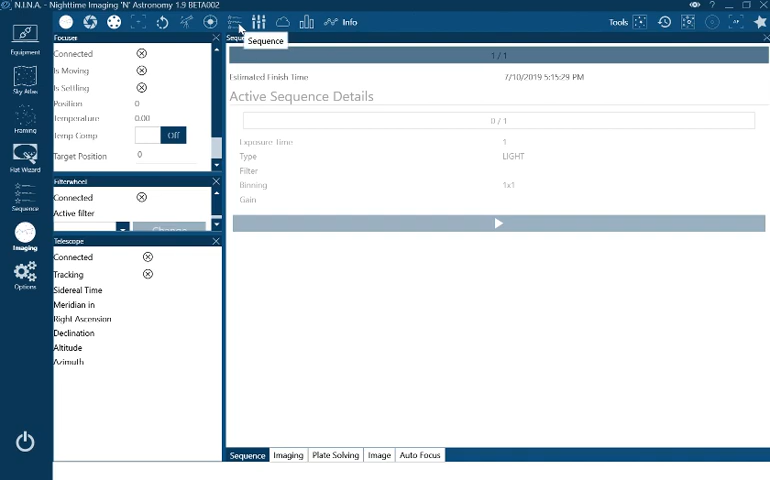 N.I.N.A. - Nighttime Imaging 'N' Astronomy 1.9 BETA002
Info
Tools
Equipment
Sky Atlas
Framing
Flat Wizard
Sequence
Imaging
Options
Focuser
Connected
Is Moving
Is Settling
Position 0
Temperature 0.00
Temp Comp Off
Target Position 0
Filterwheel
Connected
Active filter
Change
Telescope
Connected
Tracking
Sidereal Time
Meridian in
Right Ascension
Declination
Altitude
Azimuth
Sequence
1 / 1
Estimated Finish Time 7/10/2019 5:15:29 PM
Active Sequence Details
0 / 1
Exposure Time 1
Type LIGHT
Filter
Binning 1x1
Gain
Sequence Imaging Plate Solving Image Auto Focus